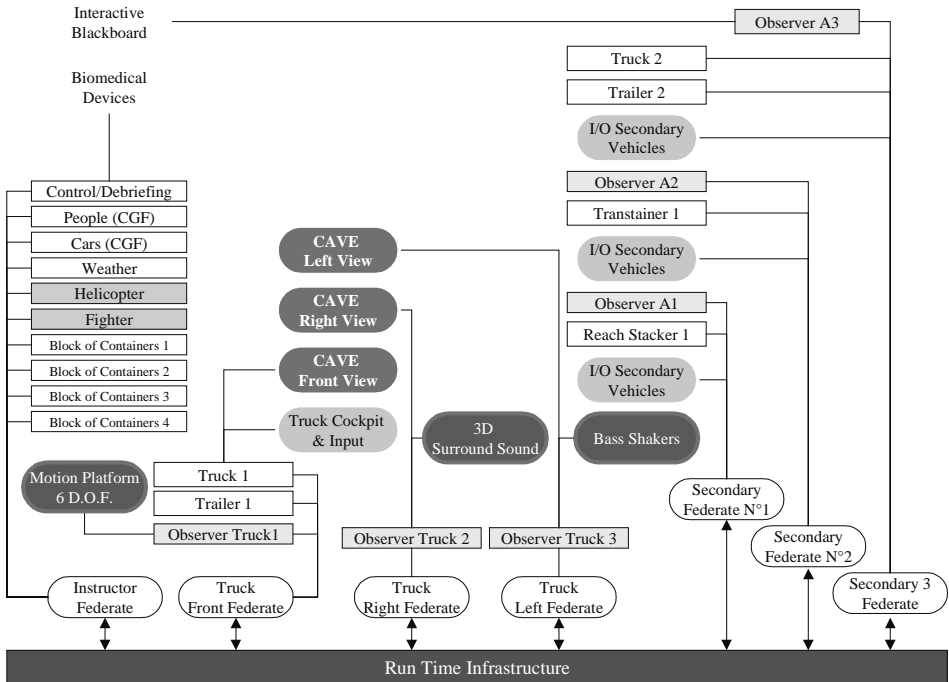 Interactive
Blackboard
Observer A3
Truck 2
Trailer 2
I/O Secondary
Vehicles
Biomedical
Devices
Control/Debriefing
People (CGF)
Cars (CGF)
Weather
Helicopter
Fighter
Block of Containers 1
Block of Containers 2
Block of Containers 3
Block of Containers 4
CAVE
Left View
CAVE
Right View
CAVE
Front View
Truck Cockpit
& Input
3D
Surround Sound
Bass Shakers
Observer A2
Transtainer 1
I/O Secondary
Vehicles
Observer A1
Reach Stacker 1
I/O Secondary
Vehicles
Motion Platform
6 D.O.F.
Truck 1
Trailer 1
Observer Truck1
Observer Truck 2
Observer Truck 3
Secondary
Federate N°1
Secondary
Federate N°2
Secondary 3
Federate
Instructor
Federate
Truck
Front Federate
Truck
Right Federate
Truck
Left Federate
Run Time Infrastructure